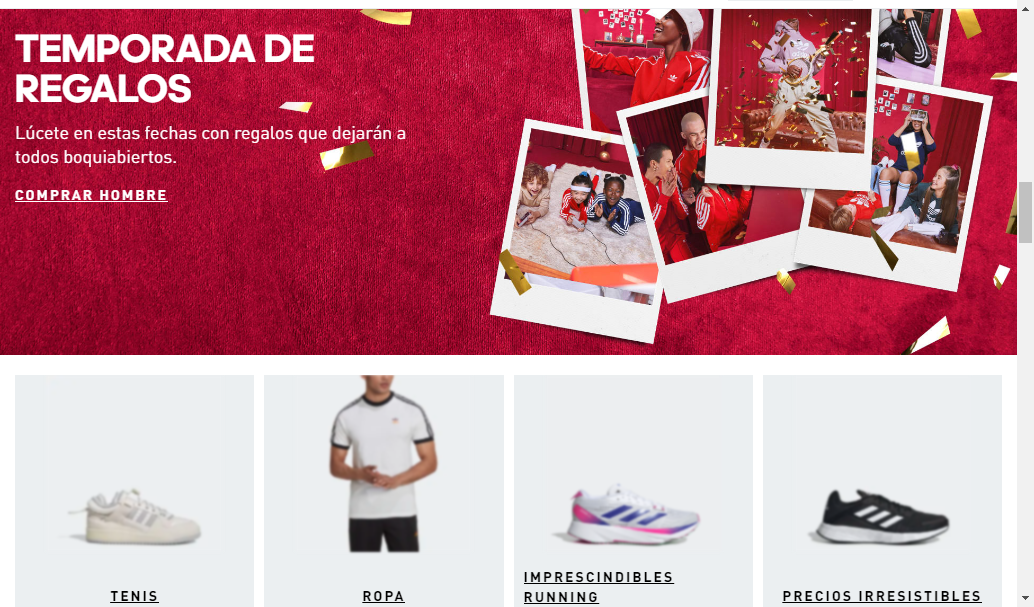 TEMPORADA DE
REGALOS
Lúcete en estas fechas con regalos que dejarán a
todos boquiabiertos.
COMPRAR HOMBRE
TENIS
ROPA
IMPRESCINDIBLES
RUNNING
PRECIOS IRRESISTIBLES